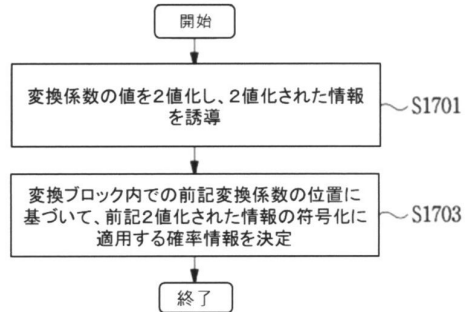 開始
変換係数の値を2値化し、2値化された情報
を誘導
S1701
変換ブロック内での前記変換係数の位置に
基づいて、前記2値化された情報の符号化に
適用する確率情報を決定
S1703
終了